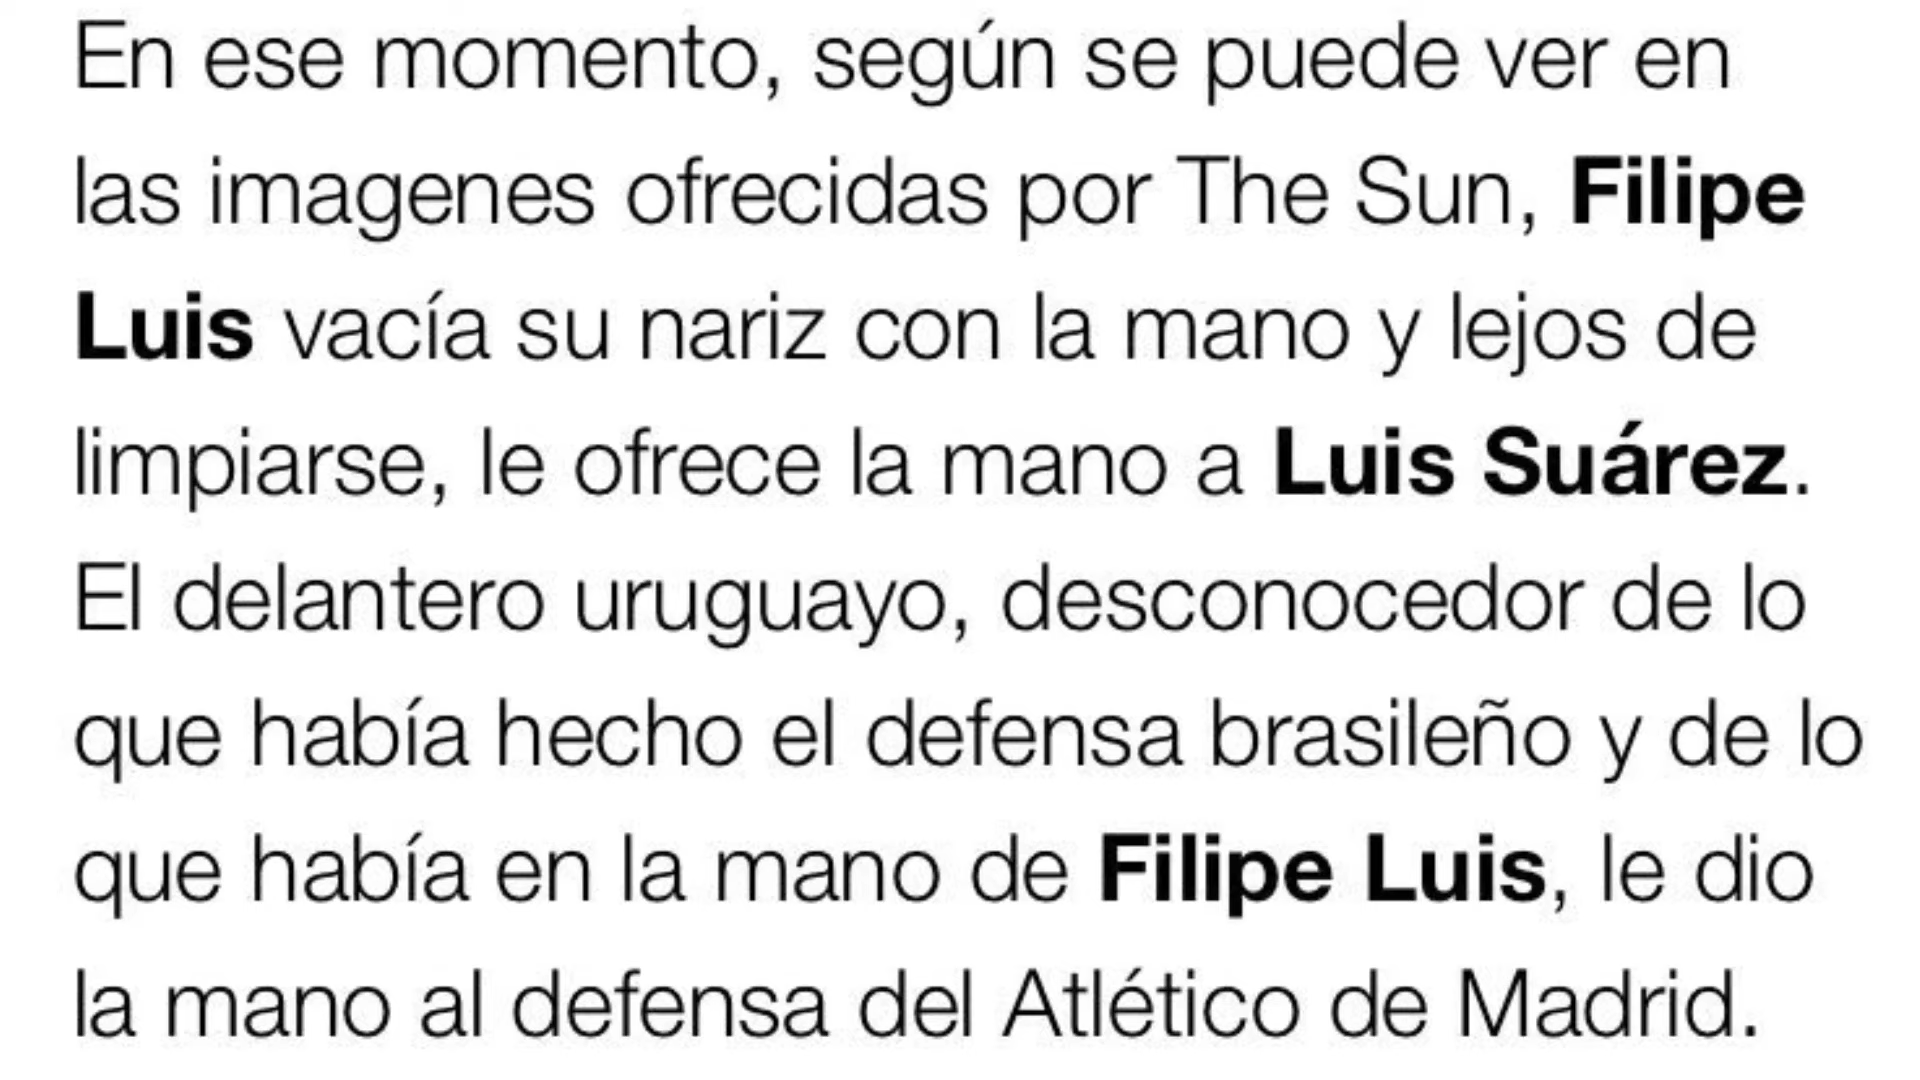 En ese momento, según se puede ver en
las imagenes ofrecidas por The Sun, Filipe
Luis vacía su nariz con la mano y lejos de
limpiarse, le ofrece la mano a Luis Suárez.
El delantero uruguayo, desconocedor de lo
que había hecho el defensa brasileño y de lo
que había en la mano de Filipe Luis, le dio
la mano al defensa del Atlético de Madrid.